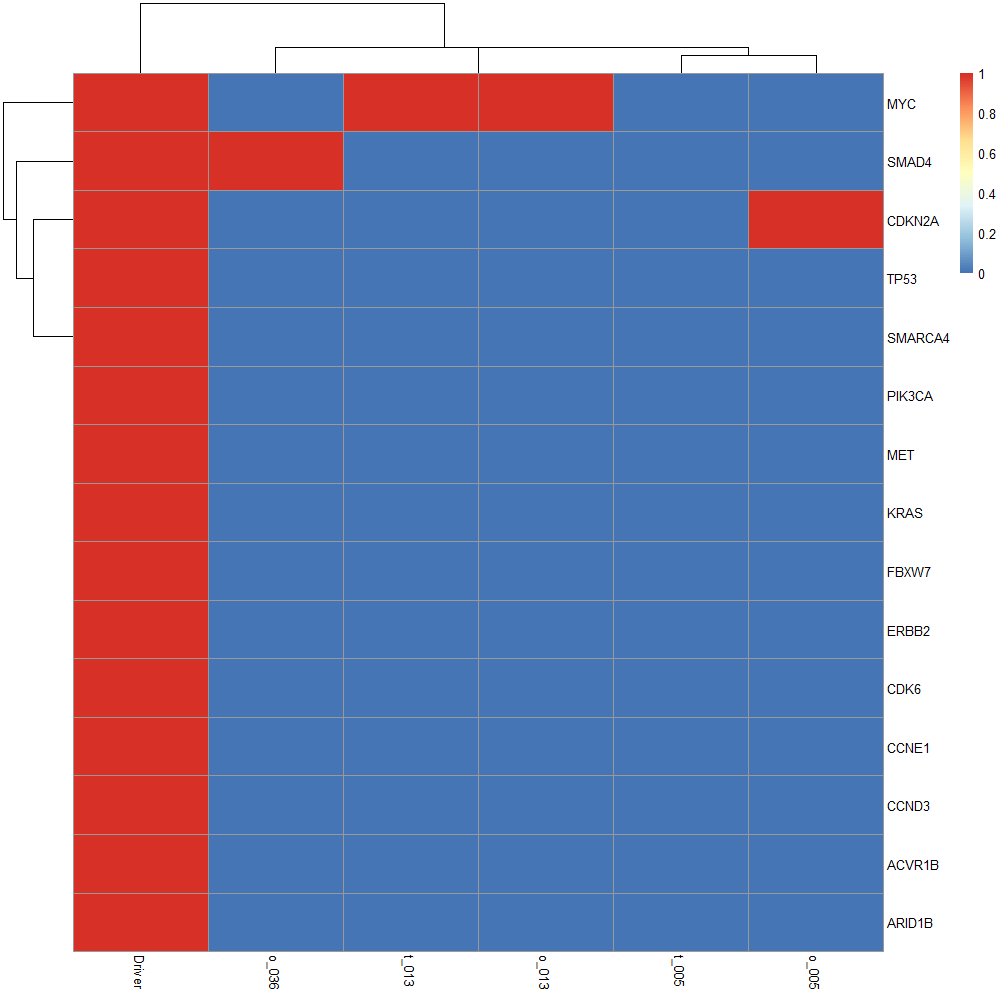 MYC
SMAD4
CDKN2A
TP53
SMARCA4
PIK3CA
MET
KRAS
FBXW7
ERBB2
CDK6
CCNE1
CCND3
ACVR1B
ARID1B
1
0.8
0.6
0.4
0.2
0
Driver
o_036
t_013
o_013
t_005
o_005